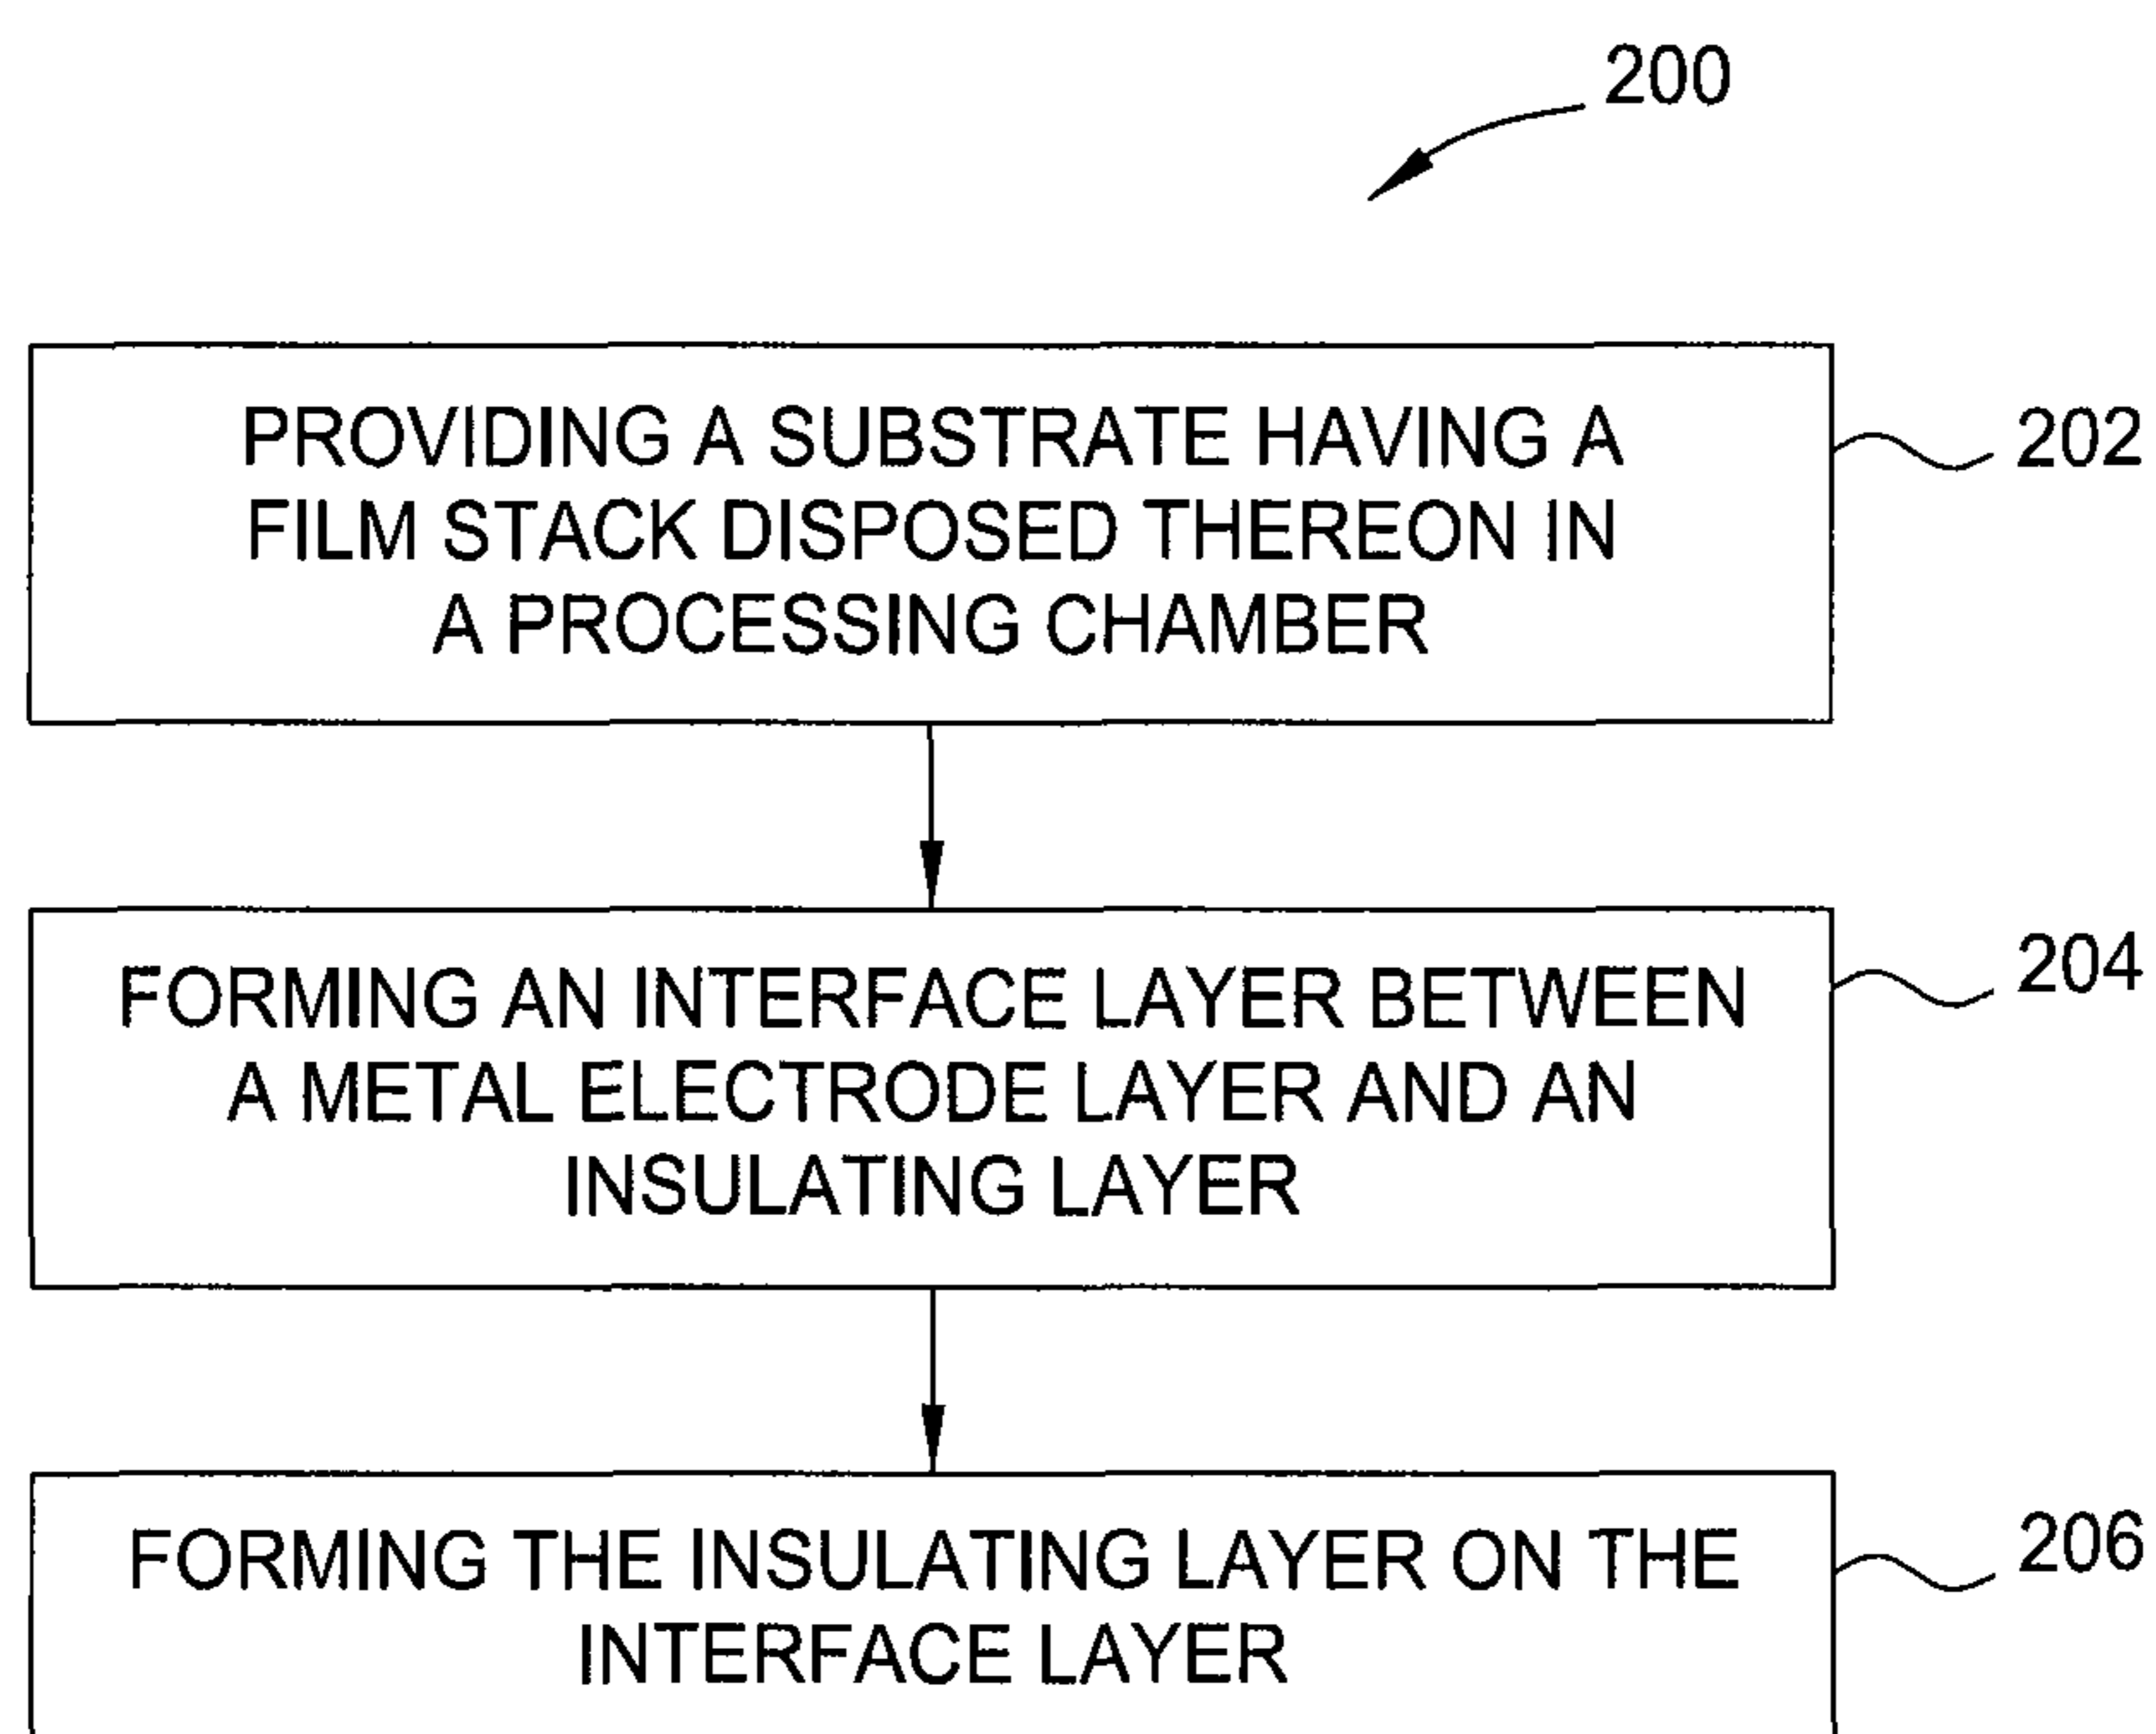 200
PROVIDING A SUBSTRATE HAVING A
FILM STACK DISPOSED THEREON IN
A PROCESSING CHAMBER
202
FORMING AN INTERFACE LAYER BETWEEN
A METAL ELECTRODE LAYER AND AN
INSULATING LAYER
204
FORMING THE INSULATING LAYER ON THE
INTERFACE LAYER
206